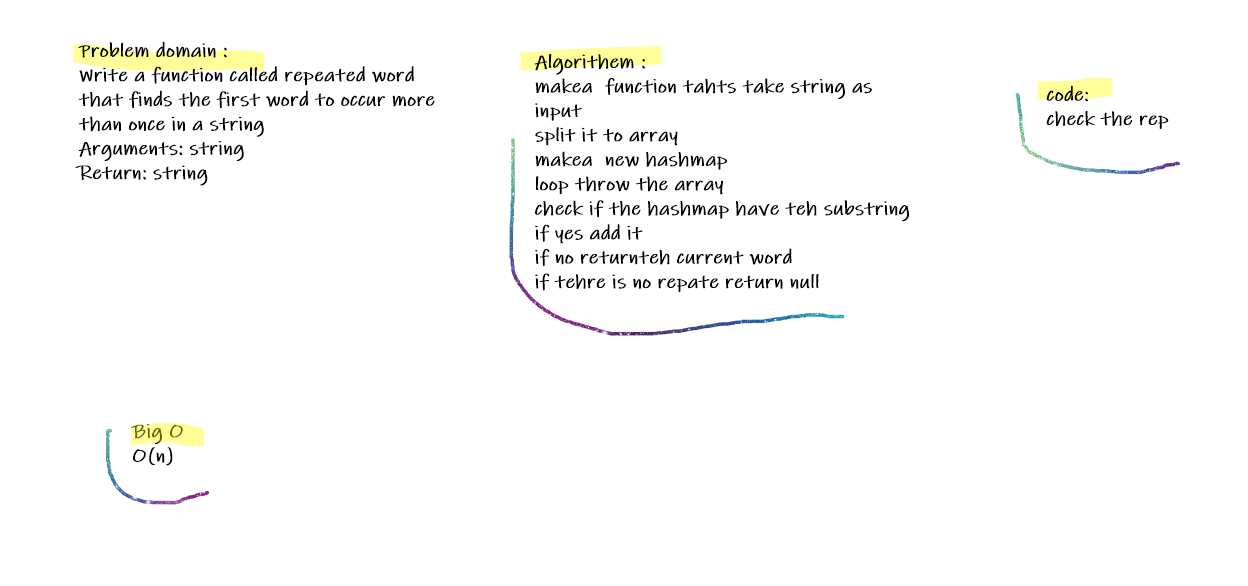 Problem domain :
Write a function called repeated word
that finds the first word to occur more
than once in a string
Arguments: string
Return: string
Algorithem :
makea function tahts take string as
input
split it to array
makea new hashmap
loop throw the array
check if the hashmap have teh substring
if yes add it
if no returnteh current word
if tehre is no repate return null
code:
check the rep
Big O
O(n)